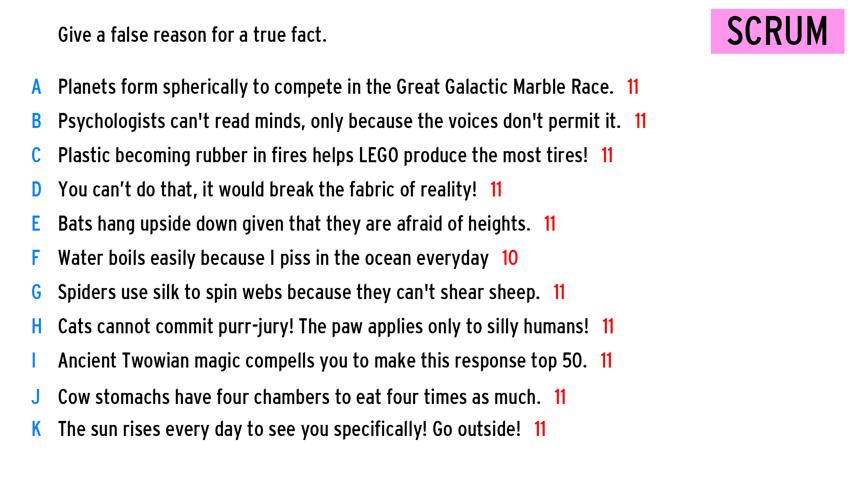 Give a false reason for a true fact.
SCRUM
A Planets form spherically to compete in the Great Galactic Marble Race. 11
B Psychologists can't read minds, only because the voices don't permit it. 11
C Plastic becoming rubber in fires helps LEGO produce the most tires! 11
D You can't do that, it would break the fabric of reality! 11
E Bats hang upside down given that they are afraid of heights. 11
F Water boils easily because I piss in the ocean everyday 10
G Spiders use silk to spin webs because they can't shear sheep. 11
H Cats cannot commit purr-jury! The paw applies only to silly humans! 11
I Ancient Twowian magic compells you to make this response top 50. 11
J Cow stomachs have four chambers to eat four times as much. 11
K The sun rises every day to see you specifically! Go outside! 11